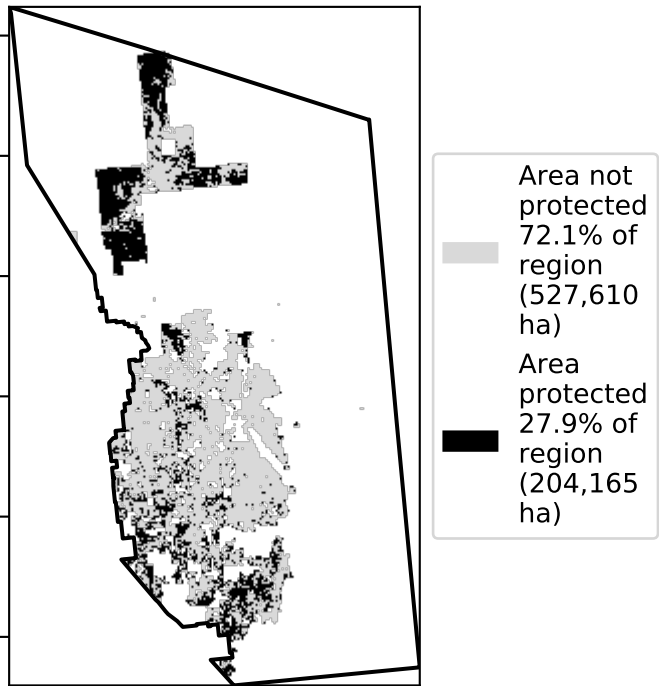 Area not
protected
72.1% of
region
(527,610
ha)
Area
protected
27.9% of
region
(204,165
ha)